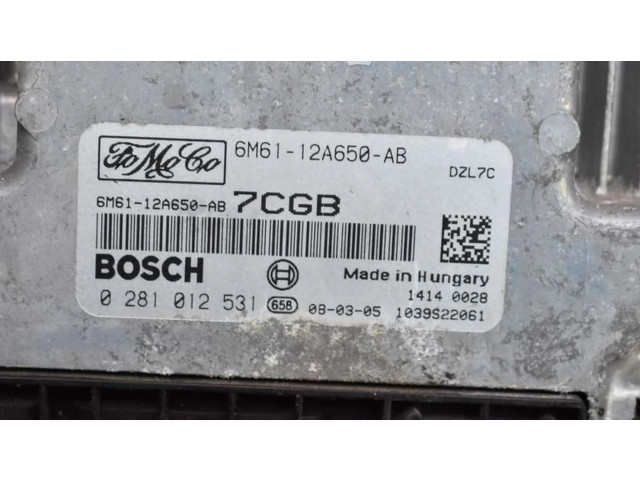 FoMoCo 6M61-12A650-AB
DZL7C
6M61-12A650-AB 7CGB
BOSCH
Made in Hungary
1414 0028
0 281 012 531 658 08-03-05 1039S22061